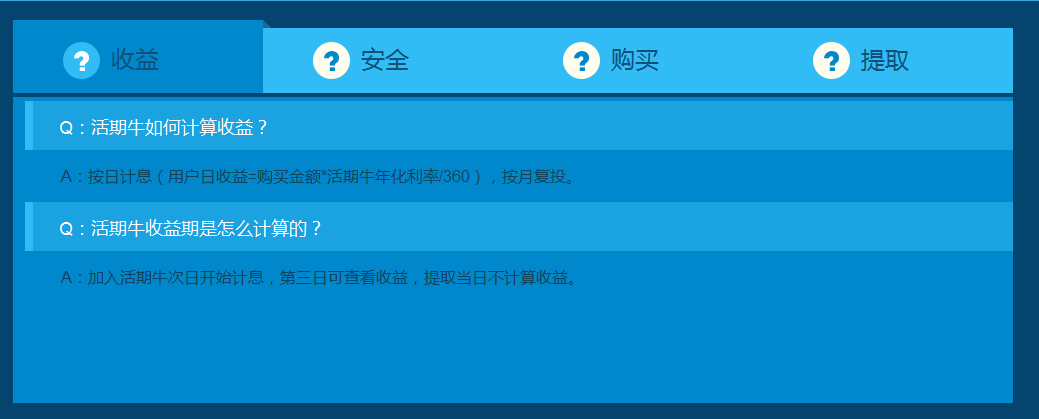 收益
安全
购买
提取
Q：活期牛如何计算收益？
A：按日计息（用户日收益=购买金额*活期牛年化利率/360），按月复投。
Q：活期牛收益期是怎么计算的？
A：加入活期牛次日开始计息，第三日可查看收益，提取当日不计算收益。